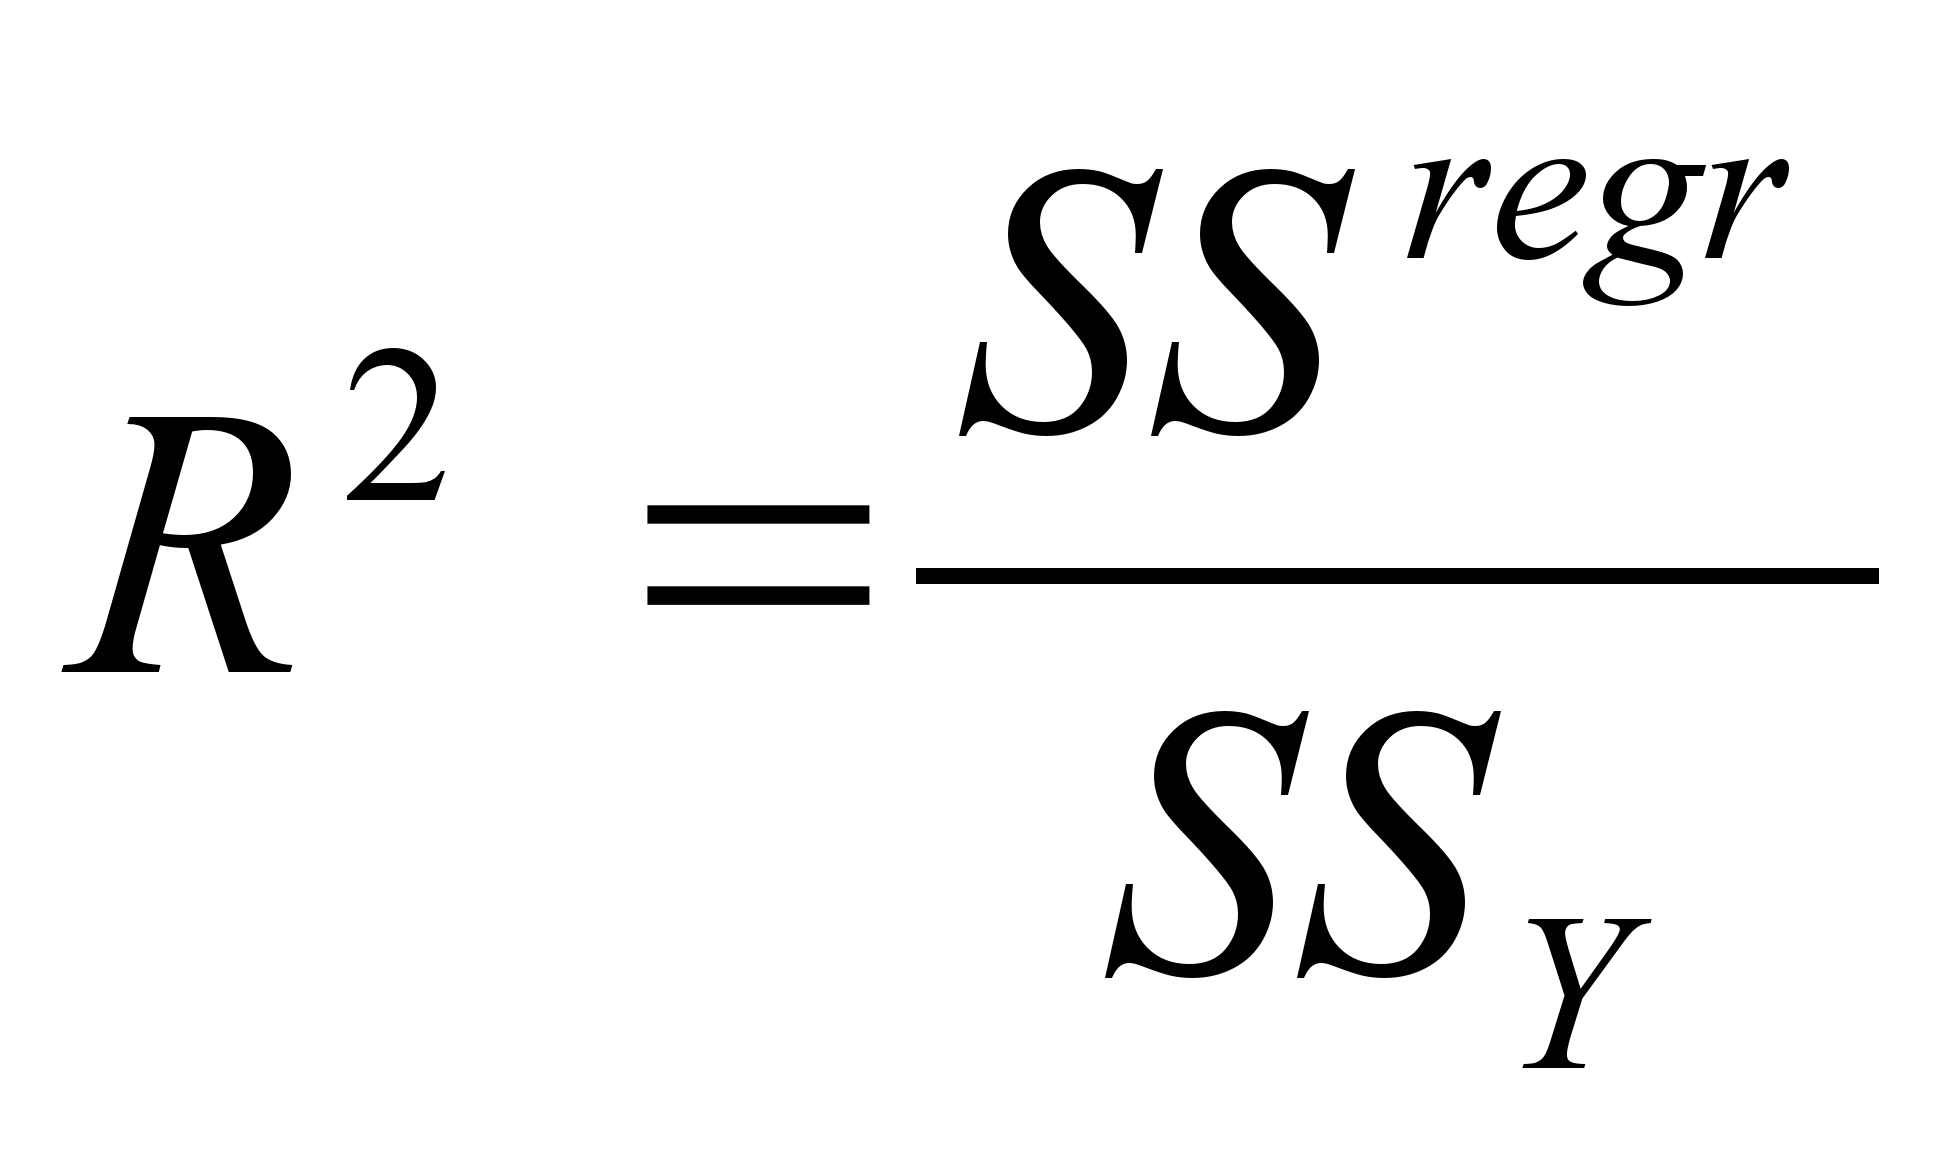 R² = SS^regr / SS_Y